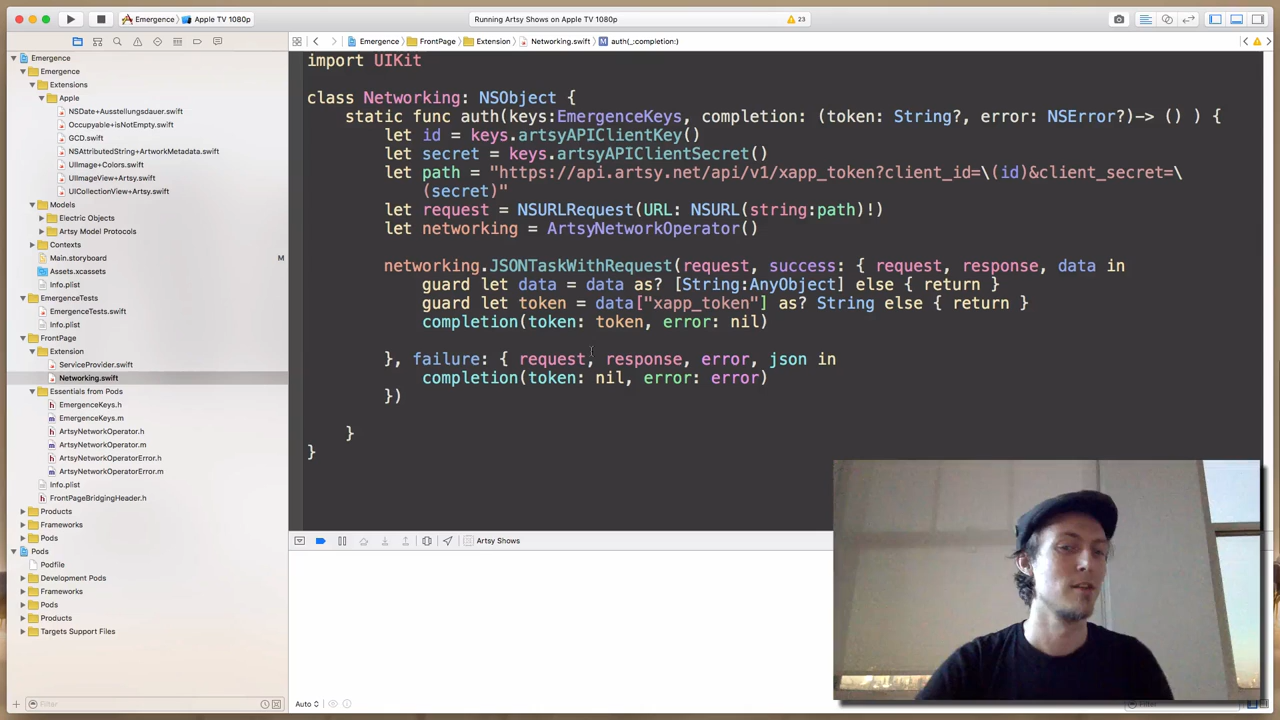 Emergence
Apple TV 1080p
Running Artsy Shows on Apple TV 1080p
23
Emergence
FrontPage
Extension
Networking.swift
M
auth(_:completion:)
Emergence
Emergence
Extensions
Apple
NSDate+Ausstellungsdauer.swift
Occupyable+isNotEmpty.swift
GCD.swift
NSAttributedString+ArtworkMetadata.swift
UIImage+Colors.swift
UIImageView+Artsy.swift
UICollectionView+Artsy.swift
Models
Electric Objects
Artsy Model Protocols
Contexts
Main.storyboard
M
Assets.xcassets
Info.plist
EmergenceTests
EmergenceTests.swift
Info.plist
FrontPage
Extension
ServiceProvider.swift
Networking.swift
Essentials from Pods
h EmergenceKeys.h
m EmergenceKeys.m
h ArtsyNetworkOperator.h
m ArtsyNetworkOperator.m
h ArtsyNetworkOperatorError.h
m ArtsyNetworkOperatorError.m
Info.plist
h FrontPageBridgingHeader.h
Products
Frameworks
Pods
Pods
Podfile
Development Pods
Frameworks
Pods
Products
Targets Support Files
Filter
import UIKit
class Networking: NSObject {
static func auth(keys:EmergenceKeys, completion: (token: String?, error: NSError?)-> () ) {
let id = keys.artsyAPIClientKey()
let secret = keys.artsyAPIClientSecret()
let path = "https://api.artsy.net/api/v1/xapp_token?client_id=\(id)&client_secret=\
(secret)"
let request = NSURLRequest(URL: NSURL(string:path)!)
let networking = ArtsyNetworkOperator()
networking.JSONTaskWithRequest(request, success: { request, response, data in
guard let data = data as? [String:AnyObject] else { return }
guard let token = data["xapp_token"] as? String else { return }
completion(token: token, error: nil)
}, failure: { request, response, error, json in
completion(token: nil, error: error)
})
}
}
Artsy Shows
Auto
Filter